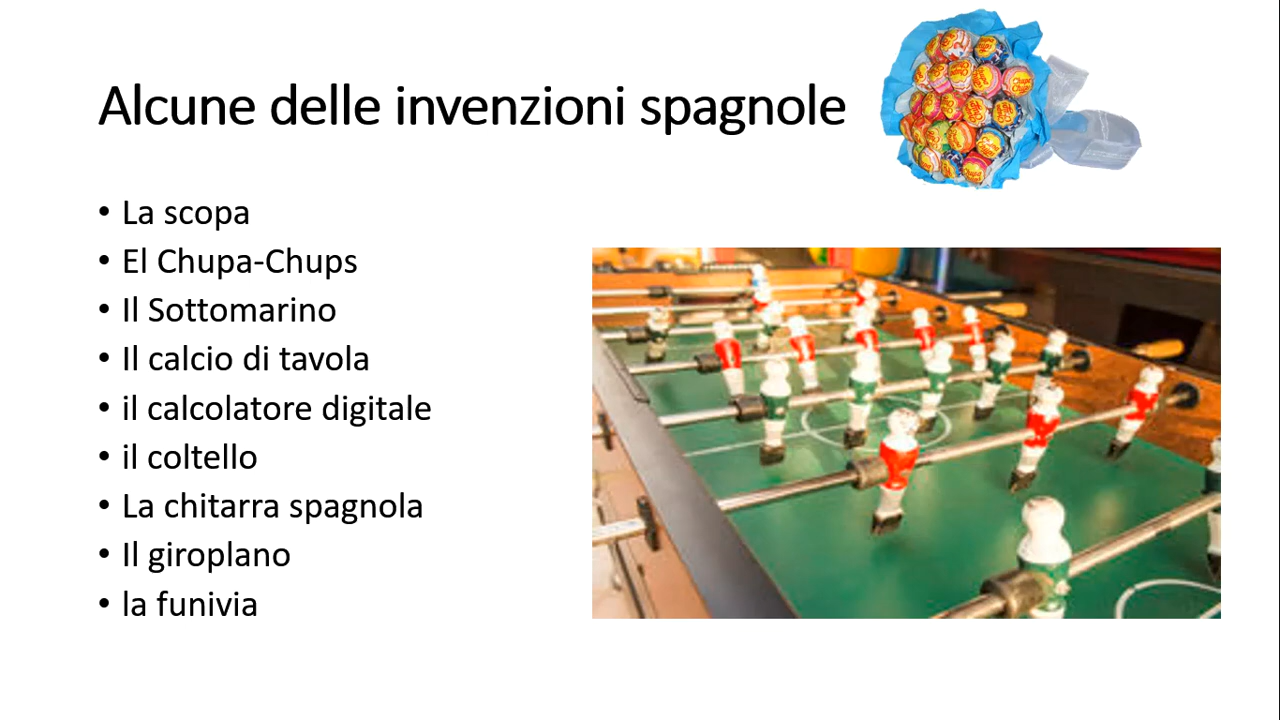 Alcune delle invenzioni spagnole
• La scopa
• El Chupa-Chups
• Il Sottomarino
• Il calcio di tavola
• il calcolatore digitale
• il coltello
• La chitarra spagnola
• Il giroplano
• la funivia